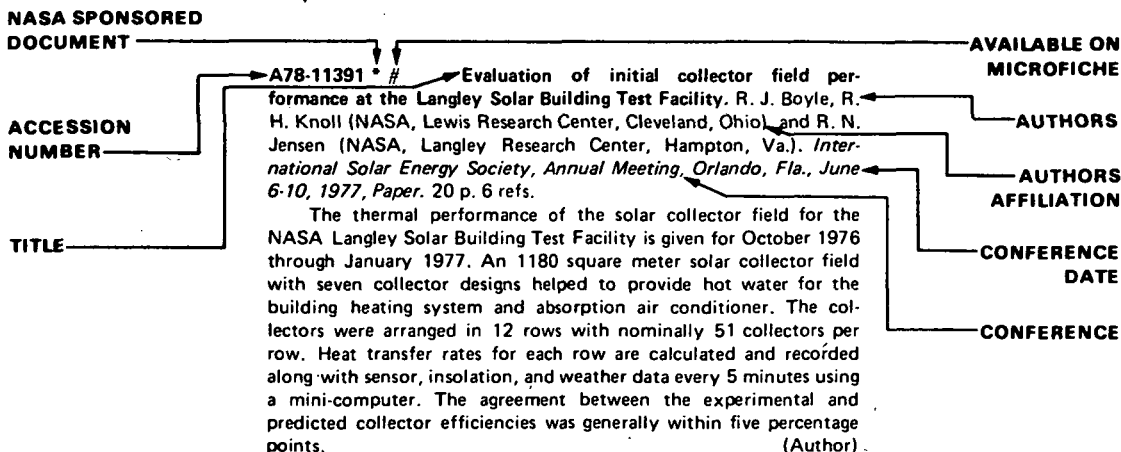 NASA SPONSORED
DOCUMENT
AVAILABLE ON
MICROFICHE
A78-11391 * # Evaluation of initial collector field per-
formance at the Langley Solar Building Test Facility. R. J. Boyle, R.
H. Knoll (NASA, Lewis Research Center, Cleveland, Ohio) and R. N.
Jensen (NASA, Langley Research Center, Hampton, Va.). Inter-
national Solar Energy Society, Annual Meeting, Orlando, Fla., June
6-10, 1977, Paper. 20 p. 6 refs.
ACCESSION
NUMBER
AUTHORS
AUTHORS
AFFILIATION
The thermal performance of the solar collector field for the
NASA Langley Solar Building Test Facility is given for October 1976
through January 1977. An 1180 square meter solar collector field
with seven collector designs helped to provide hot water for the
building heating system and absorption air conditioner. The col-
lectors were arranged in 12 rows with nominally 51 collectors per
row. Heat transfer rates for each row are calculated and recorded
along with sensor, insolation, and weather data every 5 minutes using
a mini-computer. The agreement between the experimental and
predicted collector efficiencies was generally within five percentage
points. (Author)
TITLE
CONFERENCE
DATE
CONFERENCE